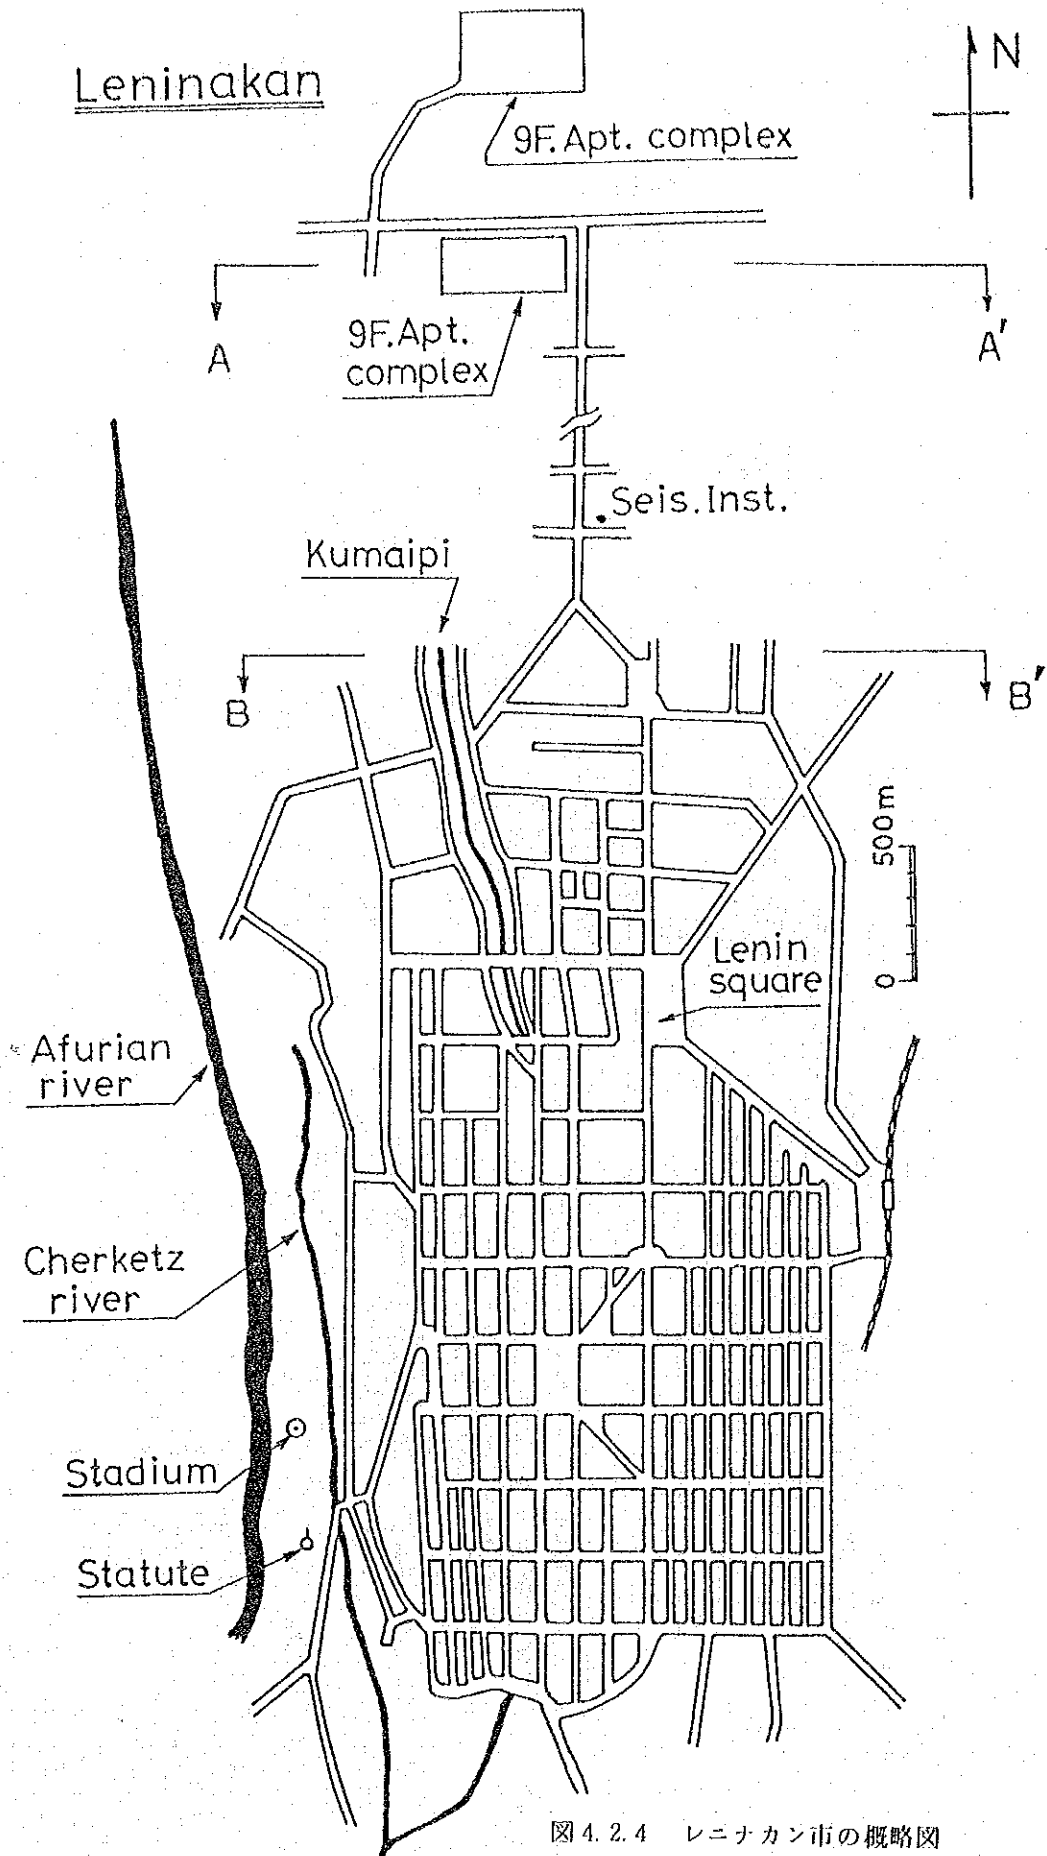 Leninakan
N
9F.Apt. complex
A
A'
9F.Apt.
complex
Seis.Inst.
Kumaipi
B
B'
500m
0
Lenin
square
Afurian
river
Cherketz
river
Stadium
Statute
図 4.2.4 レニナカン市の概略図